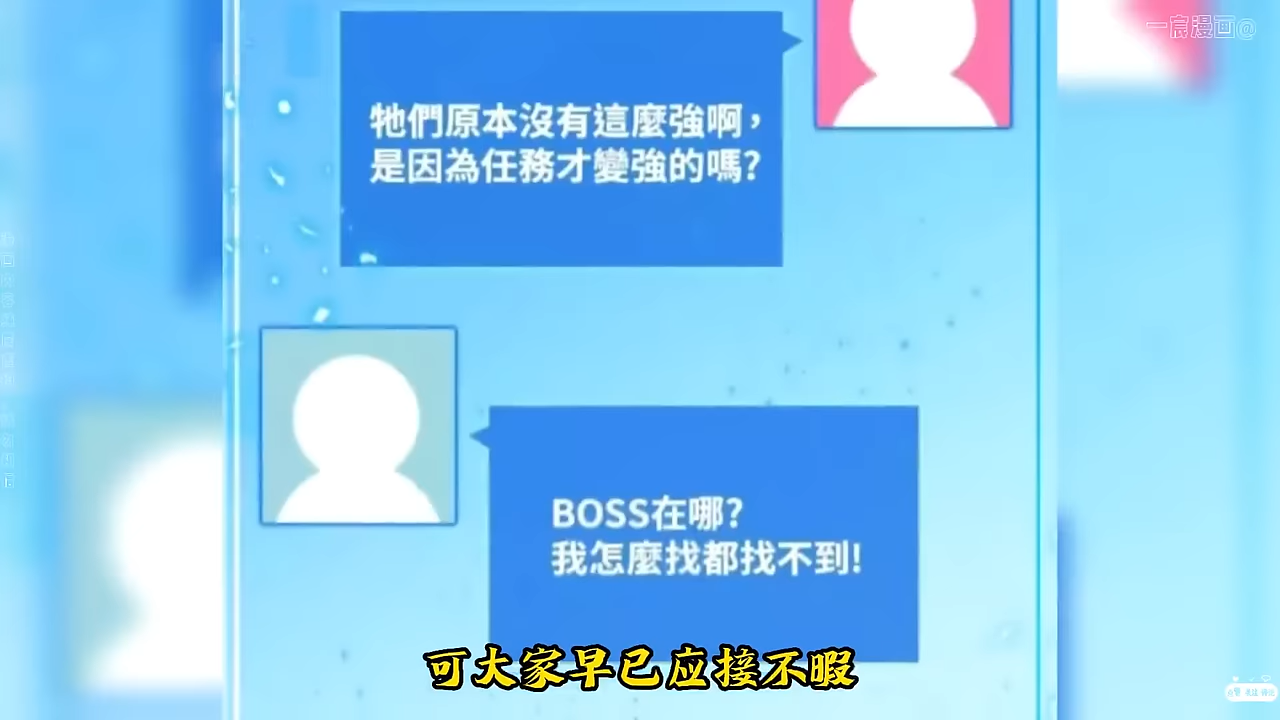 一宸漫画@
牠們原本沒有這麼強啊，
是因為任務才變強的嗎?
BOSS在哪?
我怎麼找都找不到!
可大家早已应接不暇